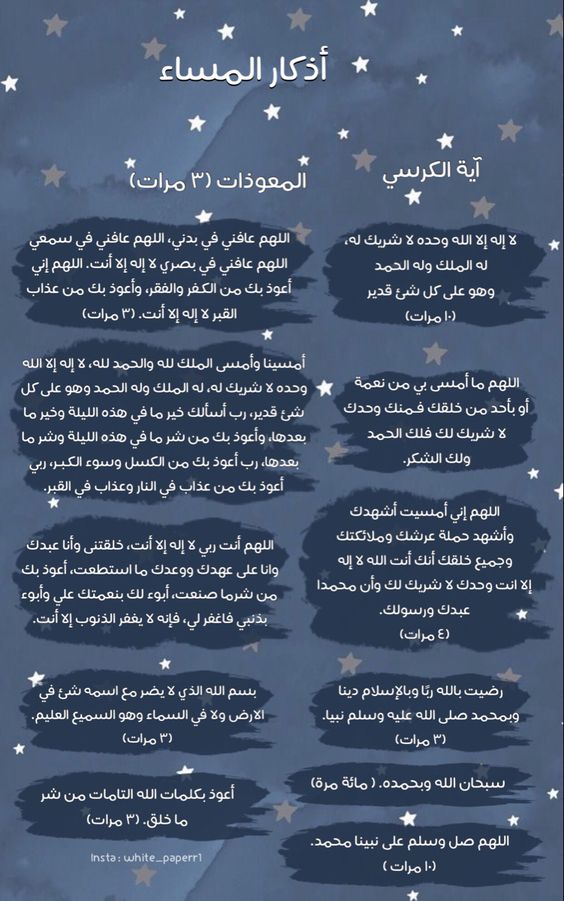 أذكار المساء
آية الكرسي
لا إله إلا الله وحده لا شريك له،
له الملك وله الحمد
وهو على كل شئ قدير
(١٠ مرات)
اللهم ما أمسى بي من نعمة
أو بأحد من خلقك فمنك وحدك
لا شريك لك فلك الحمد
ولك الشكر.
اللهم إني أمسيت أشهدك
وأشهد حملة عرشك وملائكتك
وجميع خلقك أنك أنت الله لا إله
إلا انت وحدك لا شريك لك وأن محمدا
عبدك ورسولك.
(٤ مرات)
رضيت بالله ربًا وبالإسلام دينا
وبمحمد صلى الله عليه وسلم نبيا.
(٣ مرات)
سبحان الله وبحمده. ( مائة مرة)
اللهم صل وسلم على نبينا محمد.
(١٠ مرات )
المعوذات (٣ مرات)
اللهم عافني في بدني، اللهم عافني في سمعي
اللهم عافني في بصري لا إله إلا أنت. اللهم إني
أعوذ بك من الكفر والفقر، وأعوذ بك من عذاب
القبر لا إله إلا أنت. (٣ مرات)
أمسينا وأمسى الملك لله والحمد لله، لا إله إلا الله
وحده لا شريك له، له الملك وله الحمد وهو على كل
شئ قدير، رب أسألك خير ما في هذه الليلة وخير ما
بعدها، وأعوذ بك من شر ما في هذه الليلة وشر ما
بعدها، رب أعوذ بك من الكسل وسوء الكبر، ربي
أعوذ بك من عذاب في النار وعذاب في القبر.
اللهم أنت ربي لا إله إلا أنت، خلقتنى وأنا عبدك
وانا على عهدك ووعدك ما استطعت، أعوذ بك
من شرما صنعت، أبوء لك بنعمتك علي وأبوء
بذنبي فاغفر لي، فإنه لا يغفر الذنوب إلا أنت.
بسم الله الذي لا يضر مع اسمه شئ في
الارض ولا في السماء وهو السميع العليم.
(٣ مرات)
أعوذ بكلمات الله التامات من شر
ما خلق. (٣ مرات)
Insta : white_paperr1